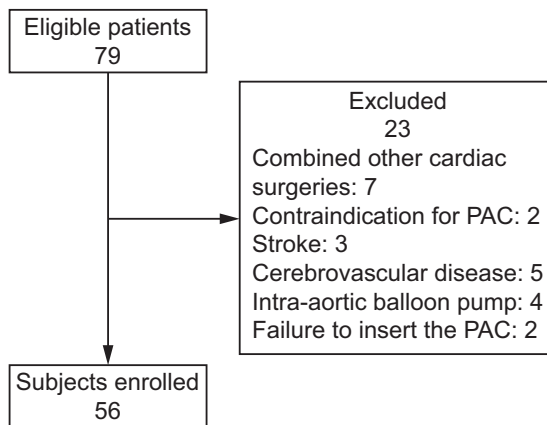 Eligible patients
79
Excluded
23
Combined other cardiac
surgeries: 7
Contraindication for PAC: 2
Stroke: 3
Cerebrovascular disease: 5
Intra-aortic balloon pump: 4
Failure to insert the PAC: 2
Subjects enrolled
56